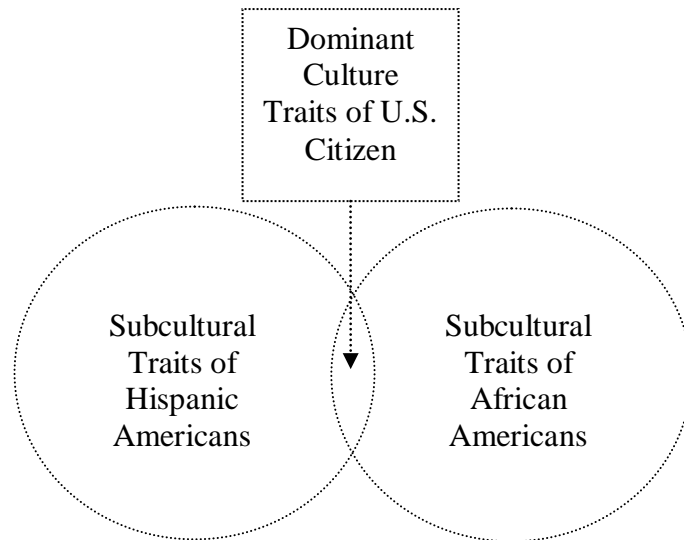 Dominant
Culture
Traits of U.S.
Citizen
Subcultural
Traits of
Hispanic
Americans
Subcultural
Traits of
African
Americans